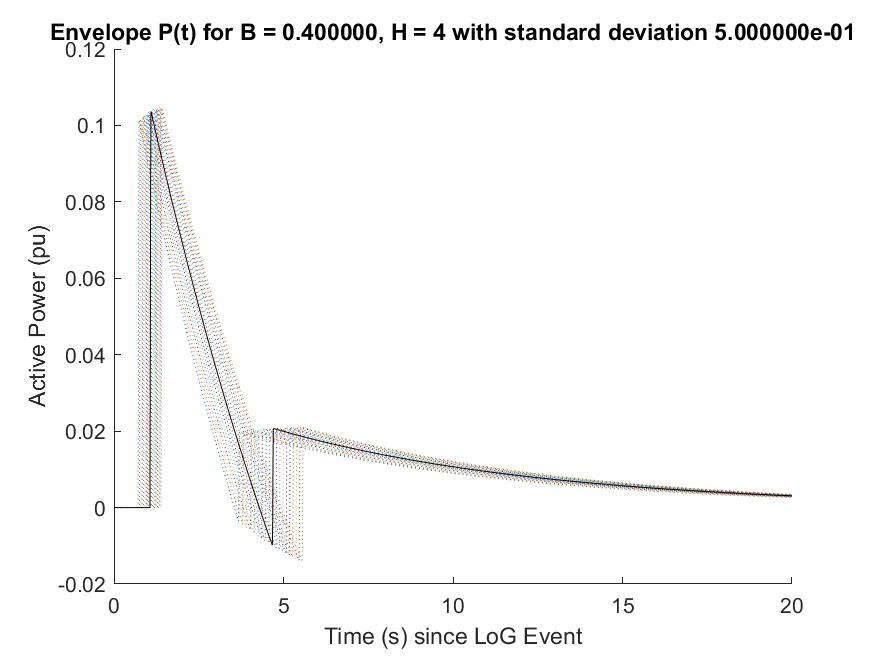 Envelope P(t) for B = 0.400000, H = 4 with standard deviation 5.000000e-01
0.12
0.1
0.08
0.06
0.04
0.02
0
-0.02
Active Power (pu)
0 5 10 15 20
Time (s) since LoG Event